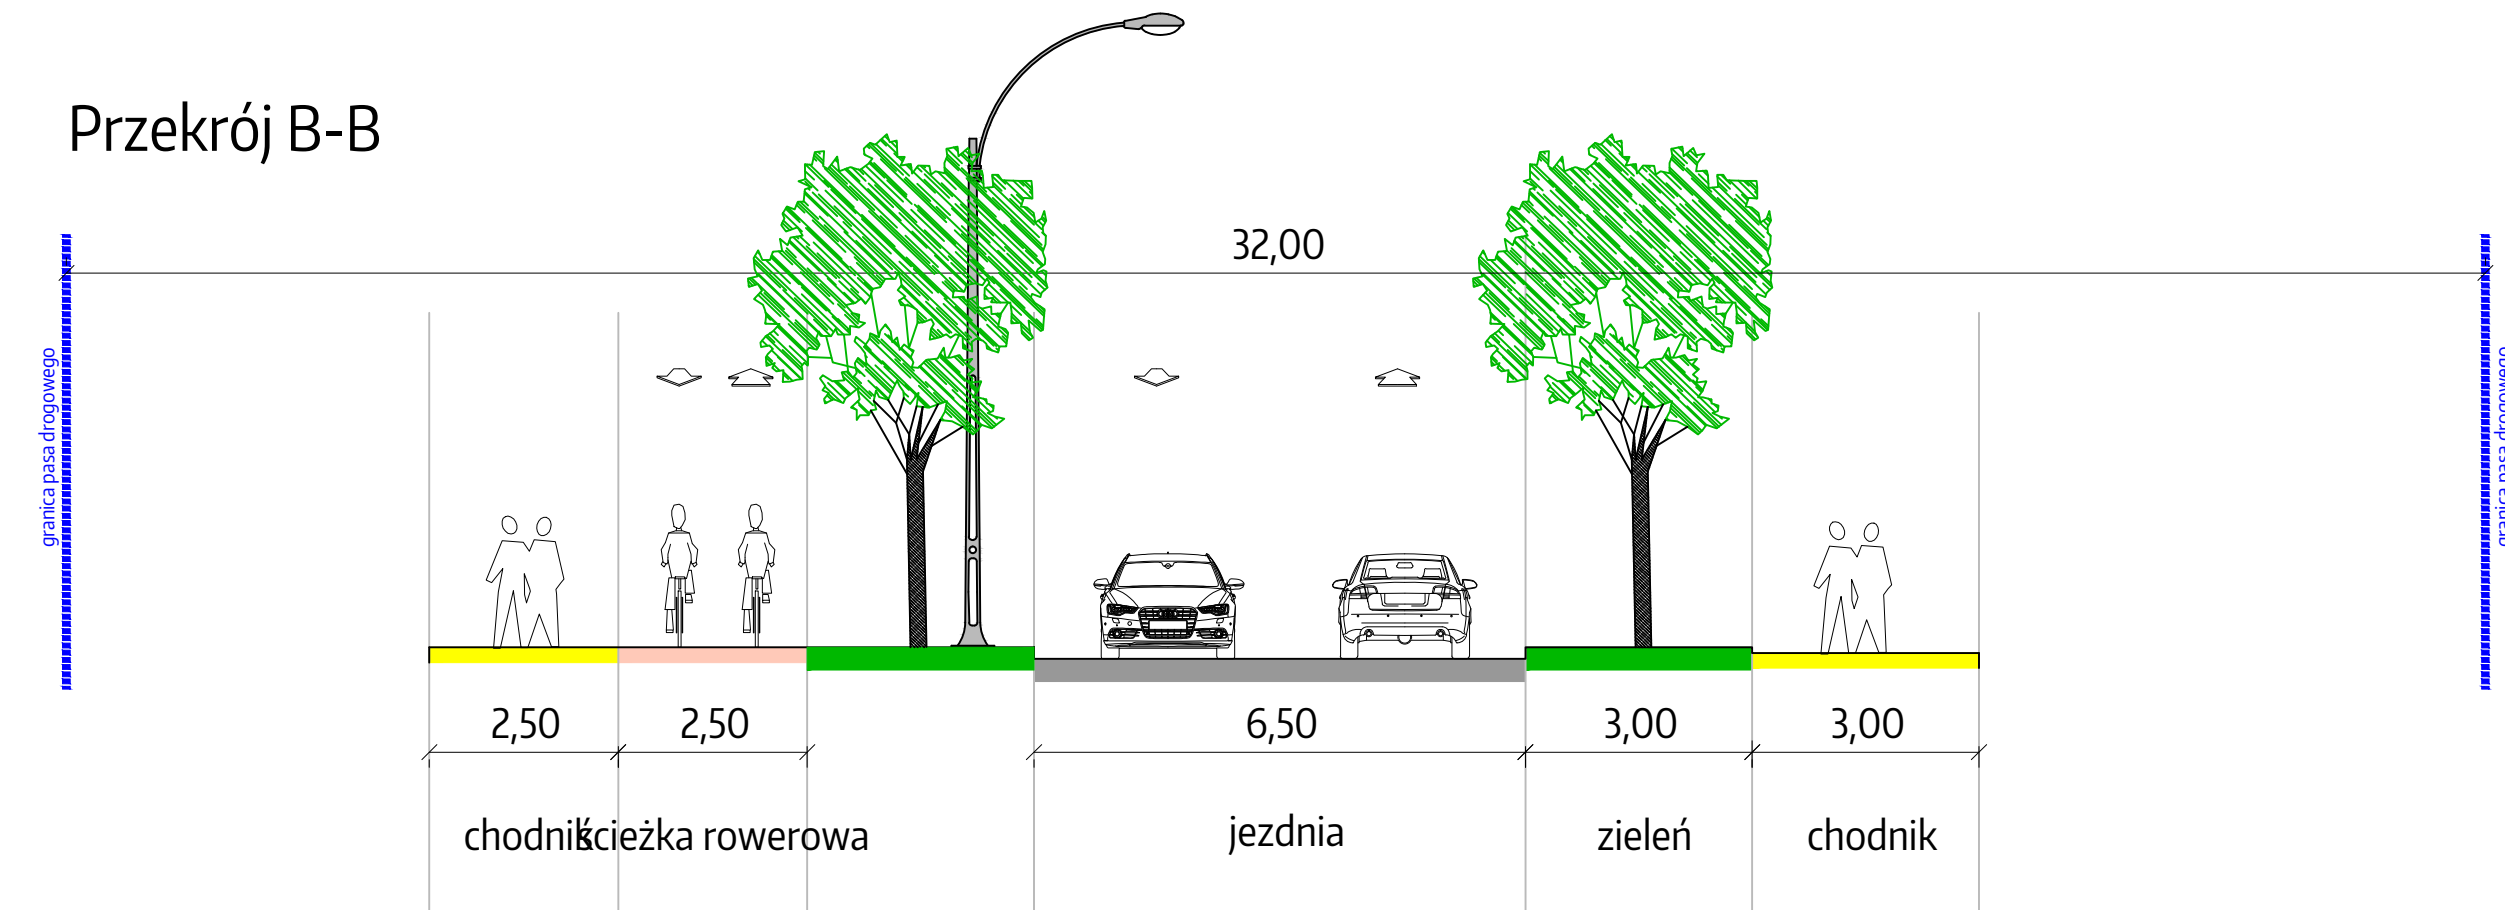 Przekrój B-B
32,00
granica pasa drogowego
granica pasa drogowego
2,50
2,50
6,50
3,00
3,00
chodnik
ścieżka rowerowa
jezdnia
zieleń
chodnik